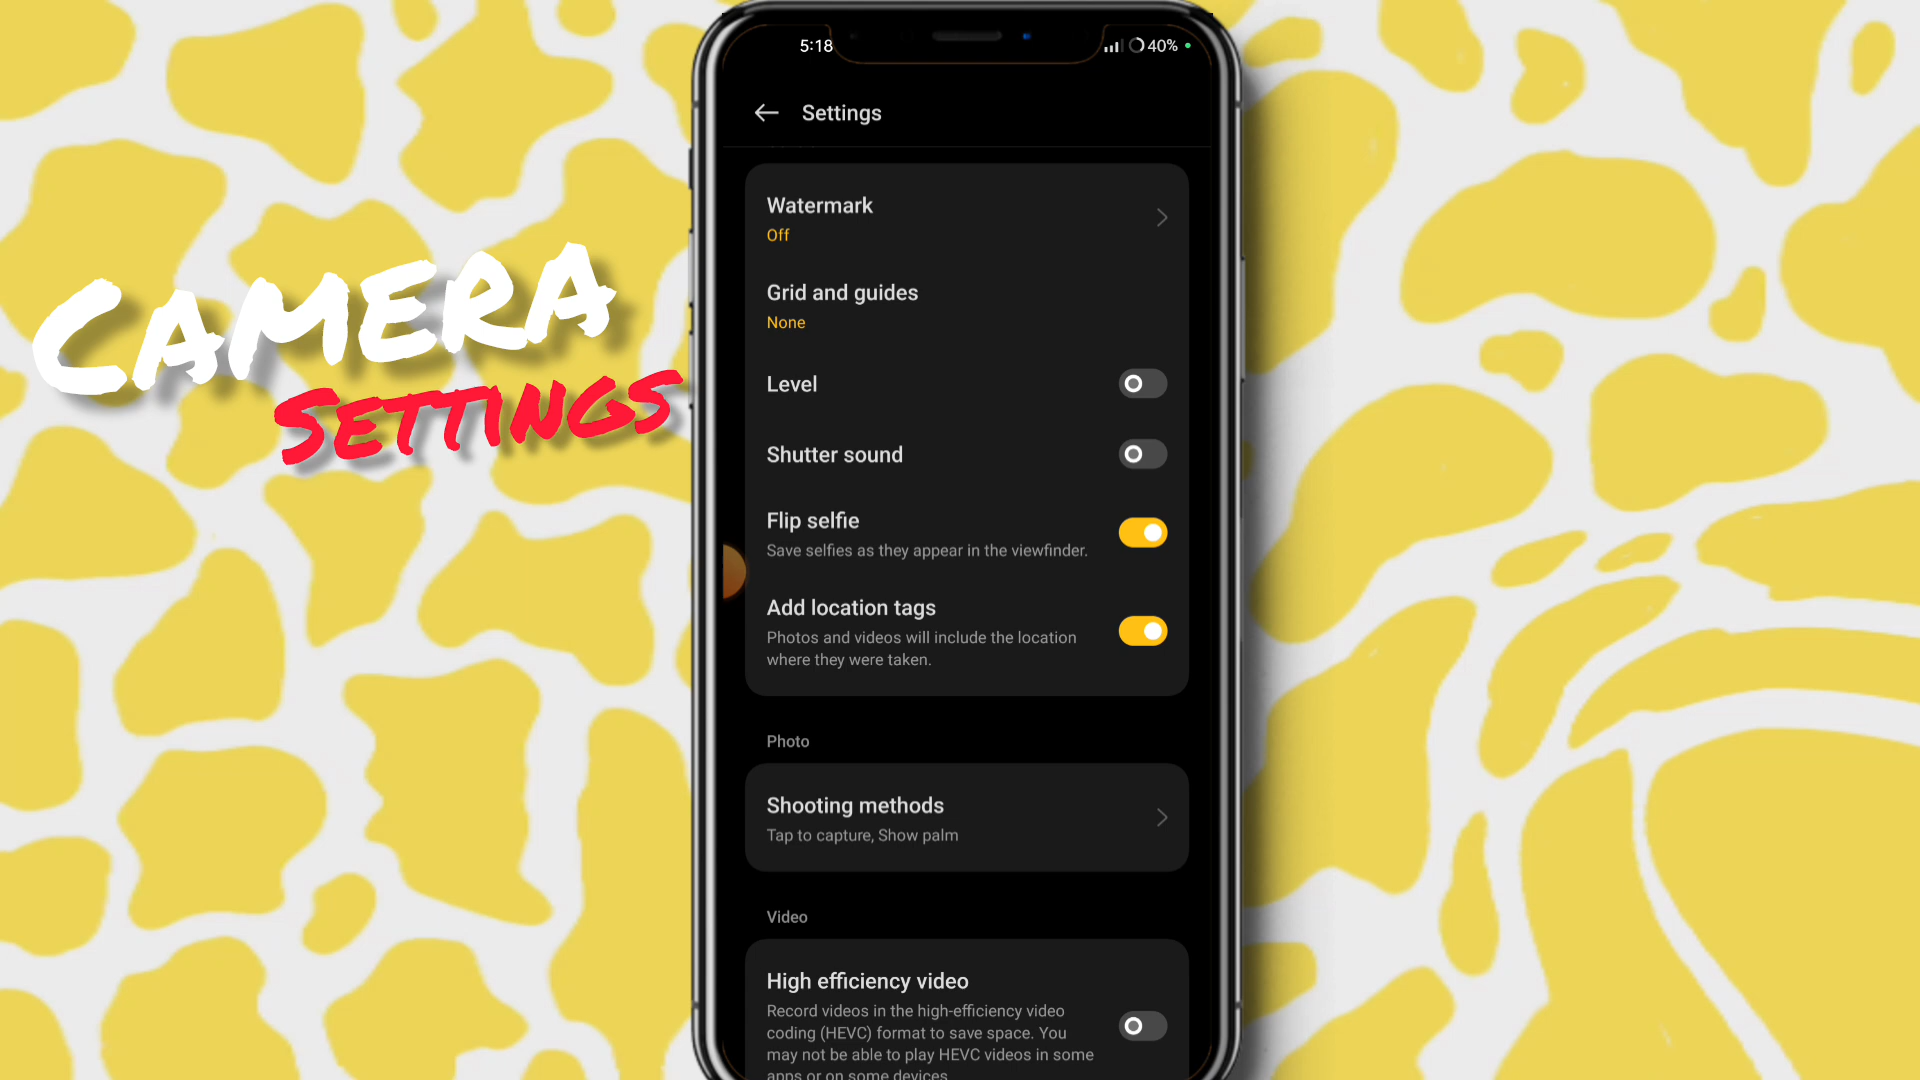 CAMERA
SETTINGS
5:18
40%
Settings
Watermark
Off
Grid and guides
None
Level
Shutter sound
Flip selfie
Save selfies as they appear in the viewfinder.
Add location tags
Photos and videos will include the location
where they were taken.
Photo
Shooting methods
Tap to capture, Show palm
Video
High efficiency video
Record videos in the high-efficiency video
coding (HEVC) format to save space. You
may not be able to play HEVC videos in some
apps or on some devices.